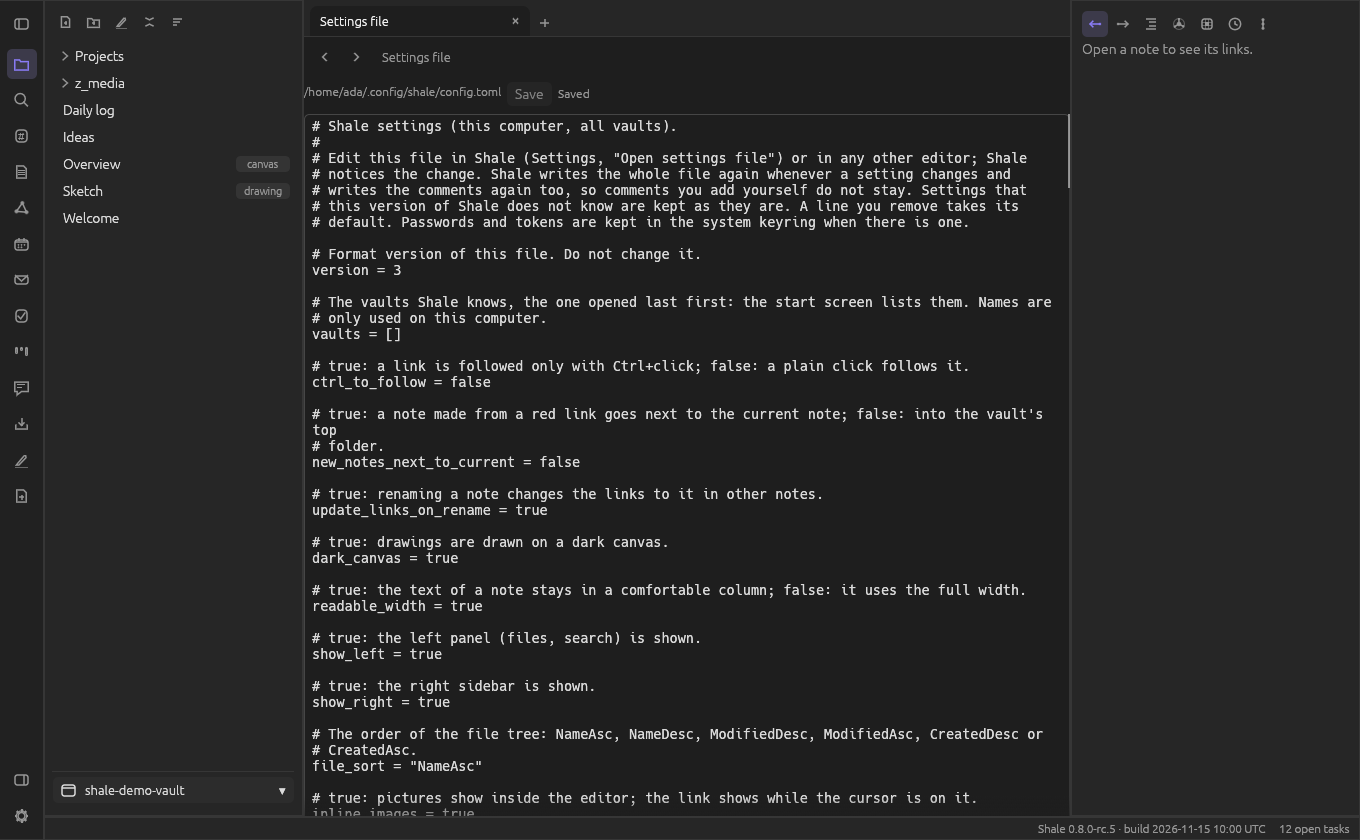 Settings file
Settings file
/home/ada/.config/shale/config.toml
Save
Saved
Projects
z_media
Daily log
Ideas
Overview
canvas
Sketch
drawing
Welcome
# Shale settings (this computer, all vaults).
#
# Edit this file in Shale (Settings, "Open settings file") or in any other editor; Shale
# notices the change. Shale writes the whole file again whenever a setting changes and
# writes the comments again too, so comments you add yourself do not stay. Settings that
# this version of Shale does not know are kept as they are. A line you remove takes its
# default. Passwords and tokens are kept in the system keyring when there is one.
# Format version of this file. Do not change it.
version = 3
# The vaults Shale knows, the one opened last first: the start screen lists them. Names are
# only used on this computer.
vaults = []
# true: a link is followed only with Ctrl+click; false: a plain click follows it.
ctrl_to_follow = false
# true: a note made from a red link goes next to the current note; false: into the vault's
top
# folder.
new_notes_next_to_current = false
# true: renaming a note changes the links to it in other notes.
update_links_on_rename = true
# true: drawings are drawn on a dark canvas.
dark_canvas = true
# true: the text of a note stays in a comfortable column; false: it uses the full width.
readable_width = true
# true: the left panel (files, search) is shown.
show_left = true
# true: the right sidebar is shown.
show_right = true
# The order of the file tree: NameAsc, NameDesc, ModifiedDesc, ModifiedAsc, CreatedDesc or
# CreatedAsc.
file_sort = "NameAsc"
# true: pictures show inside the editor; the link shows while the cursor is on it.
inline_images = true
Open a note to see its links.
shale-demo-vault
Shale 0.8.0-rc.5 · build 2026-11-15 10:00 UTC
12 open tasks